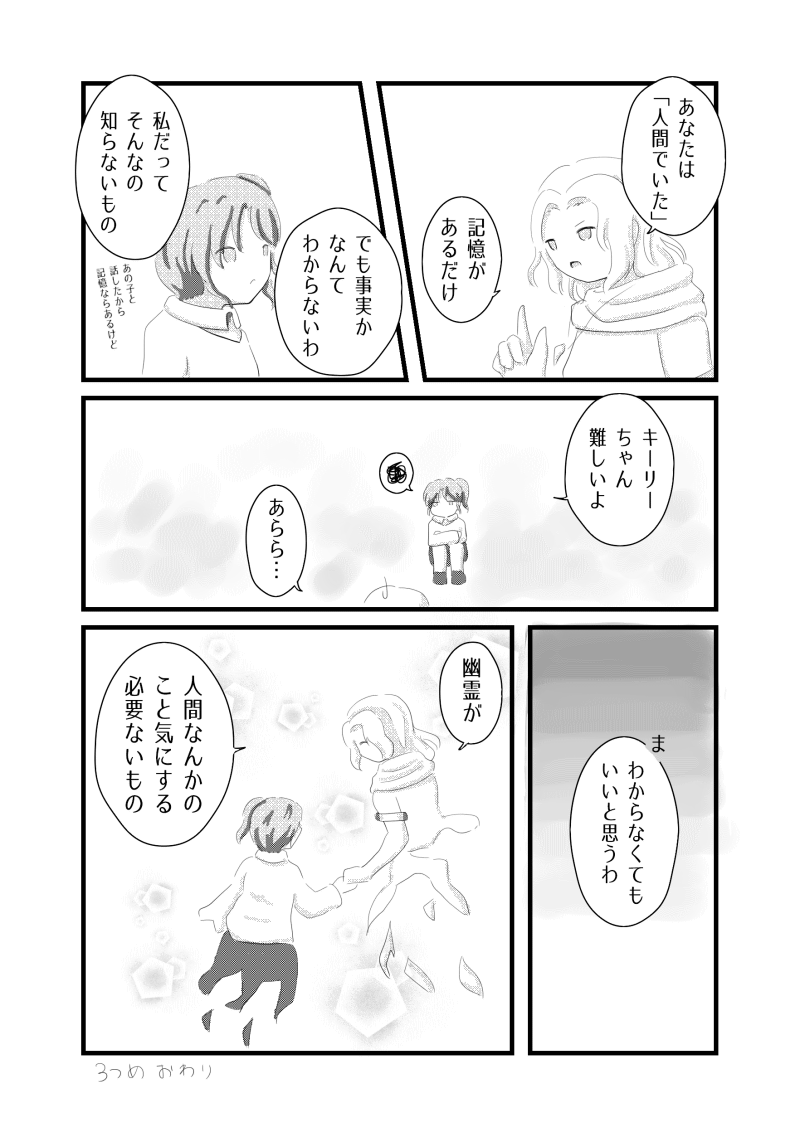 あなたは
「人間でいた」
記憶が
あるだけ
でも事実か
なんて
わからないわ
私だって
そんなの
知らないもの
あの子と
話したから
記憶ならあるけど
キーリー
ちゃん
難しいよ
あらら…
ま、
わからなくても
いいと思うわ
幽霊が
人間なんかの
こと気にする
必要ないもの
3つめ おわり